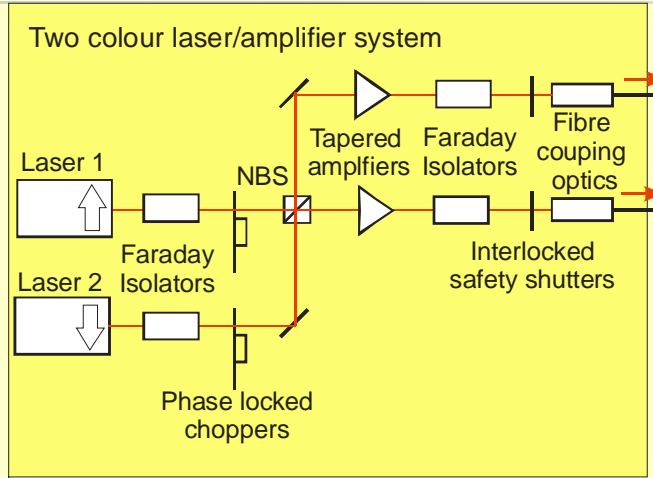 Two colour laser/amplifier system
Laser 1
NBS
Tapered
amplfiers
Faraday
Isolators
Fibre
couping
optics
Faraday
Isolators
Interlocked
safety shutters
Laser 2
Phase locked
choppers